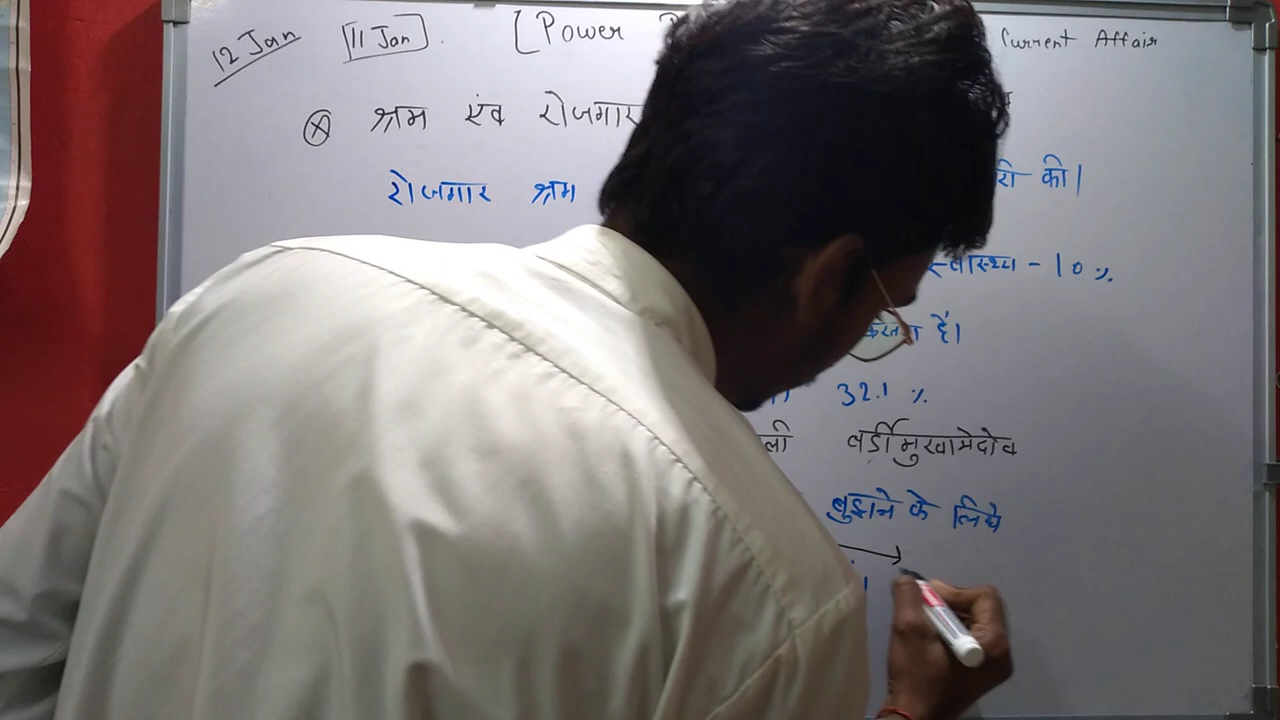 12 Jan [11 Jan]. [Power Current Affair
श्रम एंव रोजगार
रोजगार श्रम री की।
स्वास्थ्य - 10 %
करता हैं।
32.1 %
ली वर्डीमुखामेदोव
बुझाने के लिये